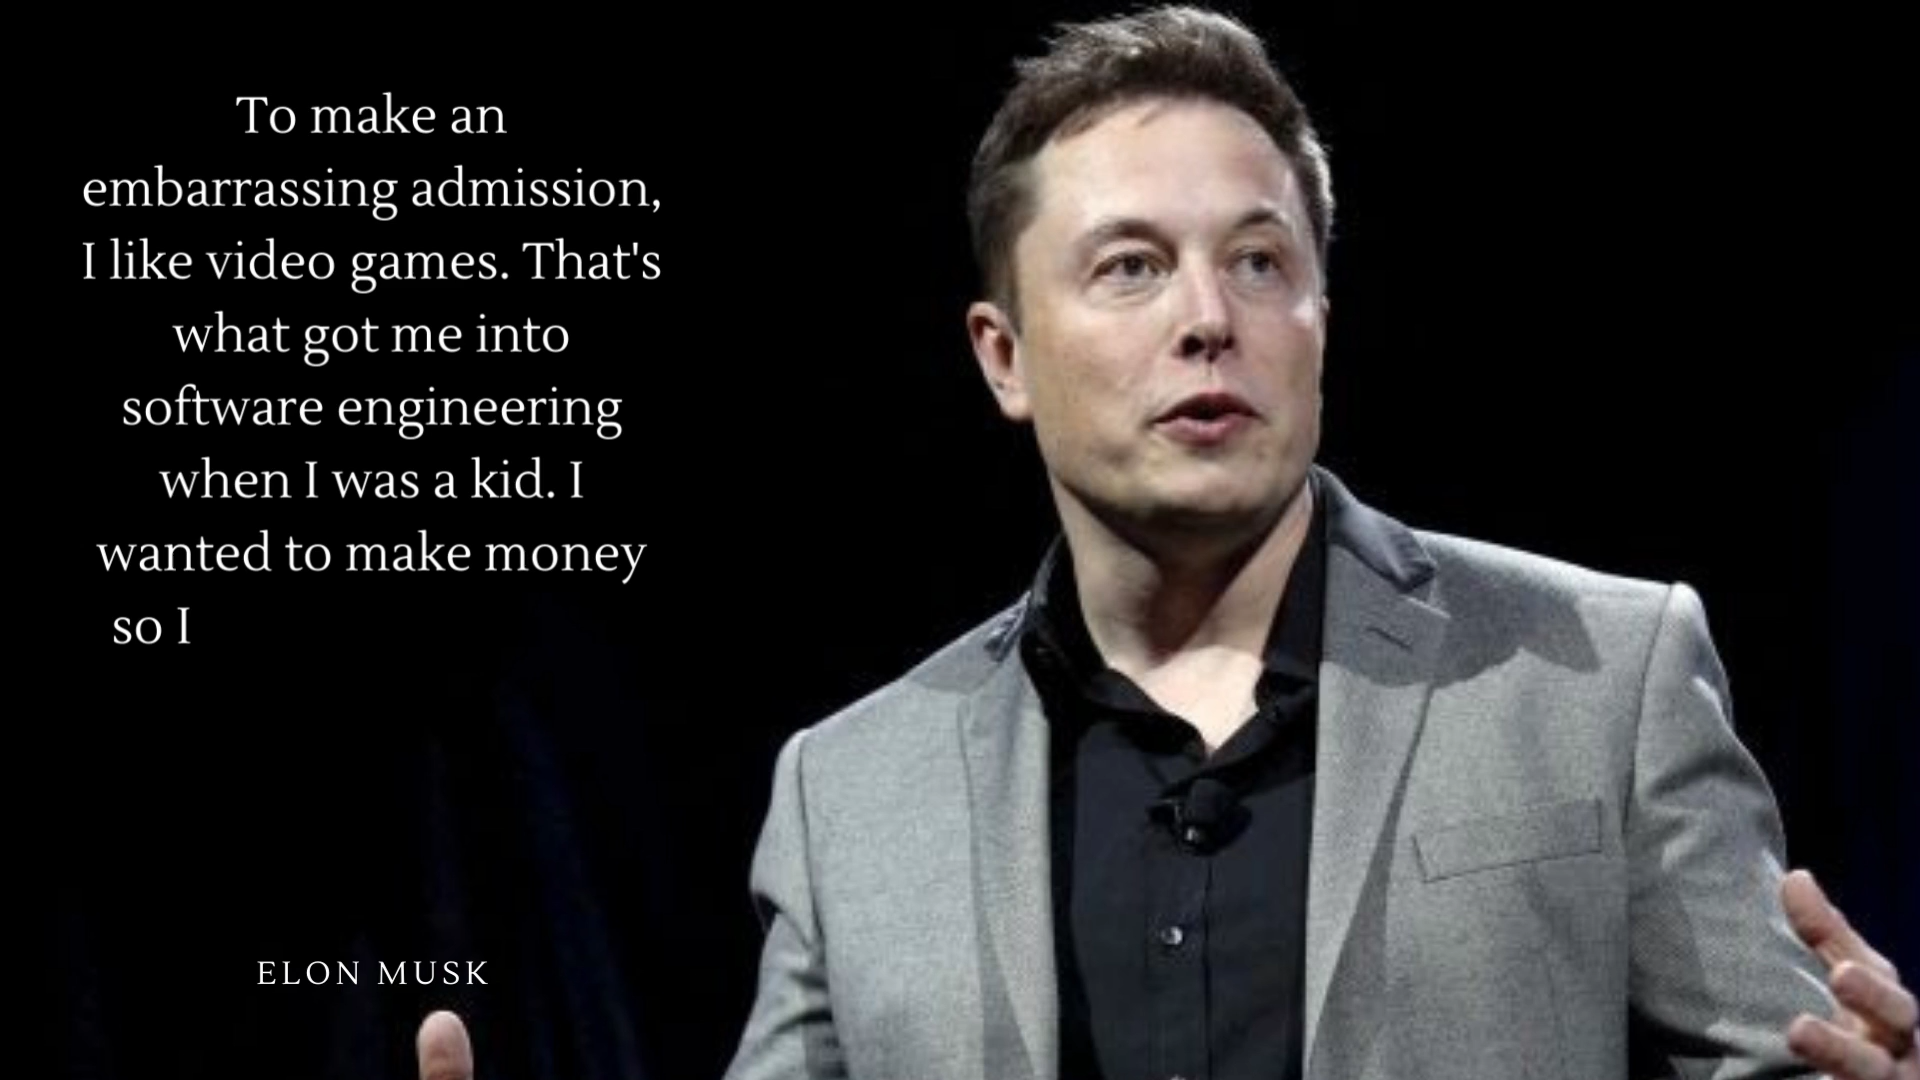 To make an
embarrassing admission,
I like video games. That's
what got me into
software engineering
when I was a kid. I
wanted to make money
so I
ELON MUSK